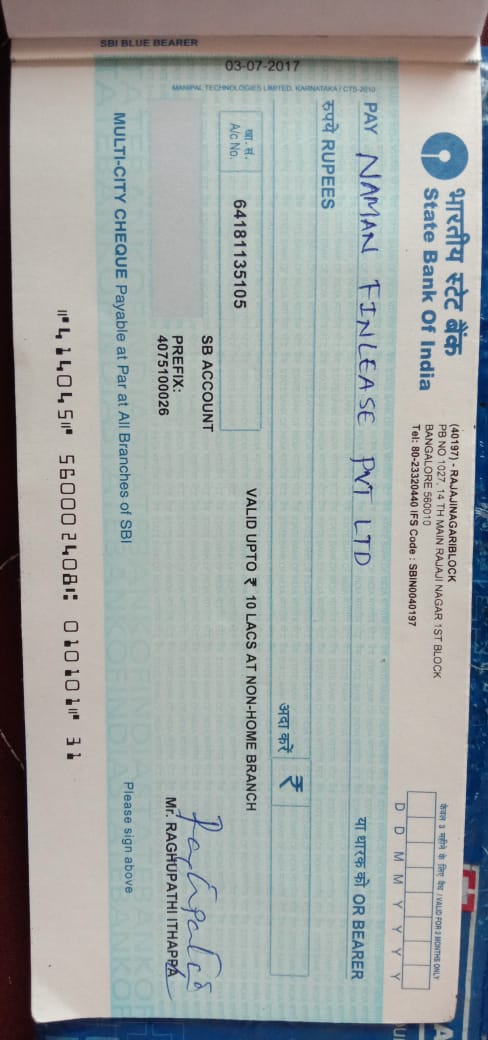 भारतीय स्टेट बैंक
State Bank Of India
(40197) - RAJAJINAGARIBLOCK
PB NO 1027, 14 TH MAIN RAJAJI NAGAR 1ST BLOCK
BANGALORE 560010
Tel: 80-23320440 IFS Code : SBIN0040197
केवल 3 महीने के लिए वैध / VALID FOR 3 MONTHS ONLY
D D M M Y Y Y Y
PAY NAMAN FINLEASE PVT LTD
या धारक को OR BEARER
रुपये RUPEES
अदा करें ₹
03-07-2017
MANIPAL TECHNOLOGIES LIMITED, KARNATAKA / CTS-2010
खा. सं.
A/c No.
64181135105
VALID UPTO ₹ 10 LACS AT NON-HOME BRANCH
SB ACCOUNT
PREFIX:
4075100026
Mr. RAGHUPATHI ITHAPPA
MULTI-CITY CHEQUE Payable at Par at All Branches of SBI
Please sign above
SBI BLUE BEARER
⑈414045⑈ 560002408⑆ 010101⑈ 31